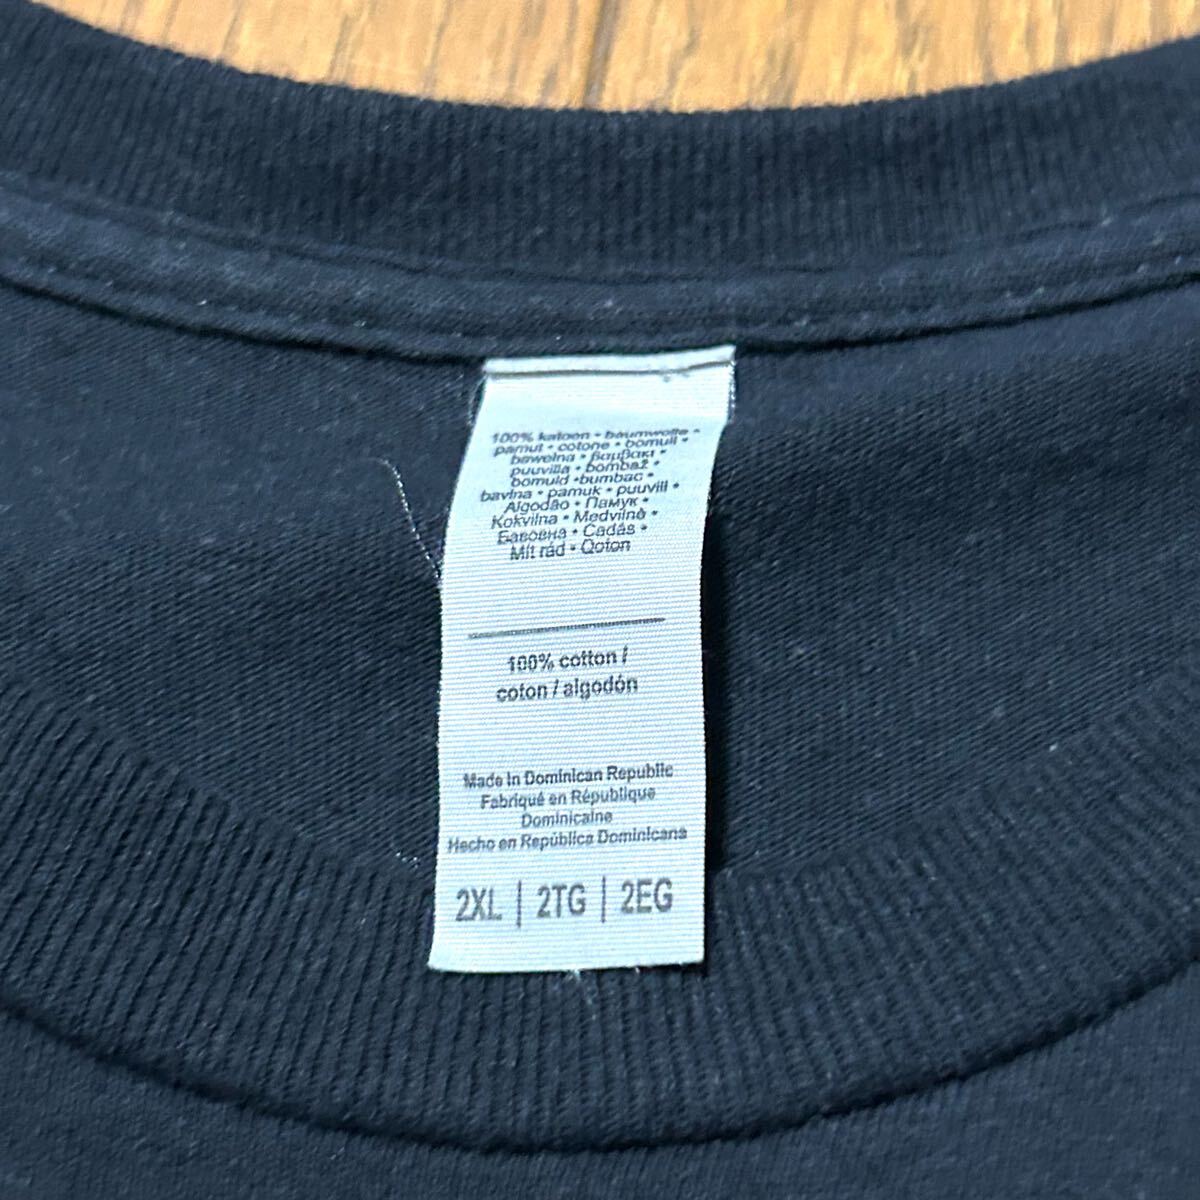 100% katoen • baumwolle •
pamut • cotone • bomull •
bawełna • βαμβάκι •
puuvilla • bombaž •
bomuld •bumbac •
bavlna • pamuk • puuvill •
Algodão • Памук •
Kokvilna • Medvilnė •
Бавовна • Cadás •
Mít rád • Qoton
100% cotton /
coton / algodón
Made in Dominican Republic
Fabriqué en République
Dominicaine
Hecho en República Dominicana
2XL | 2TG | 2EG